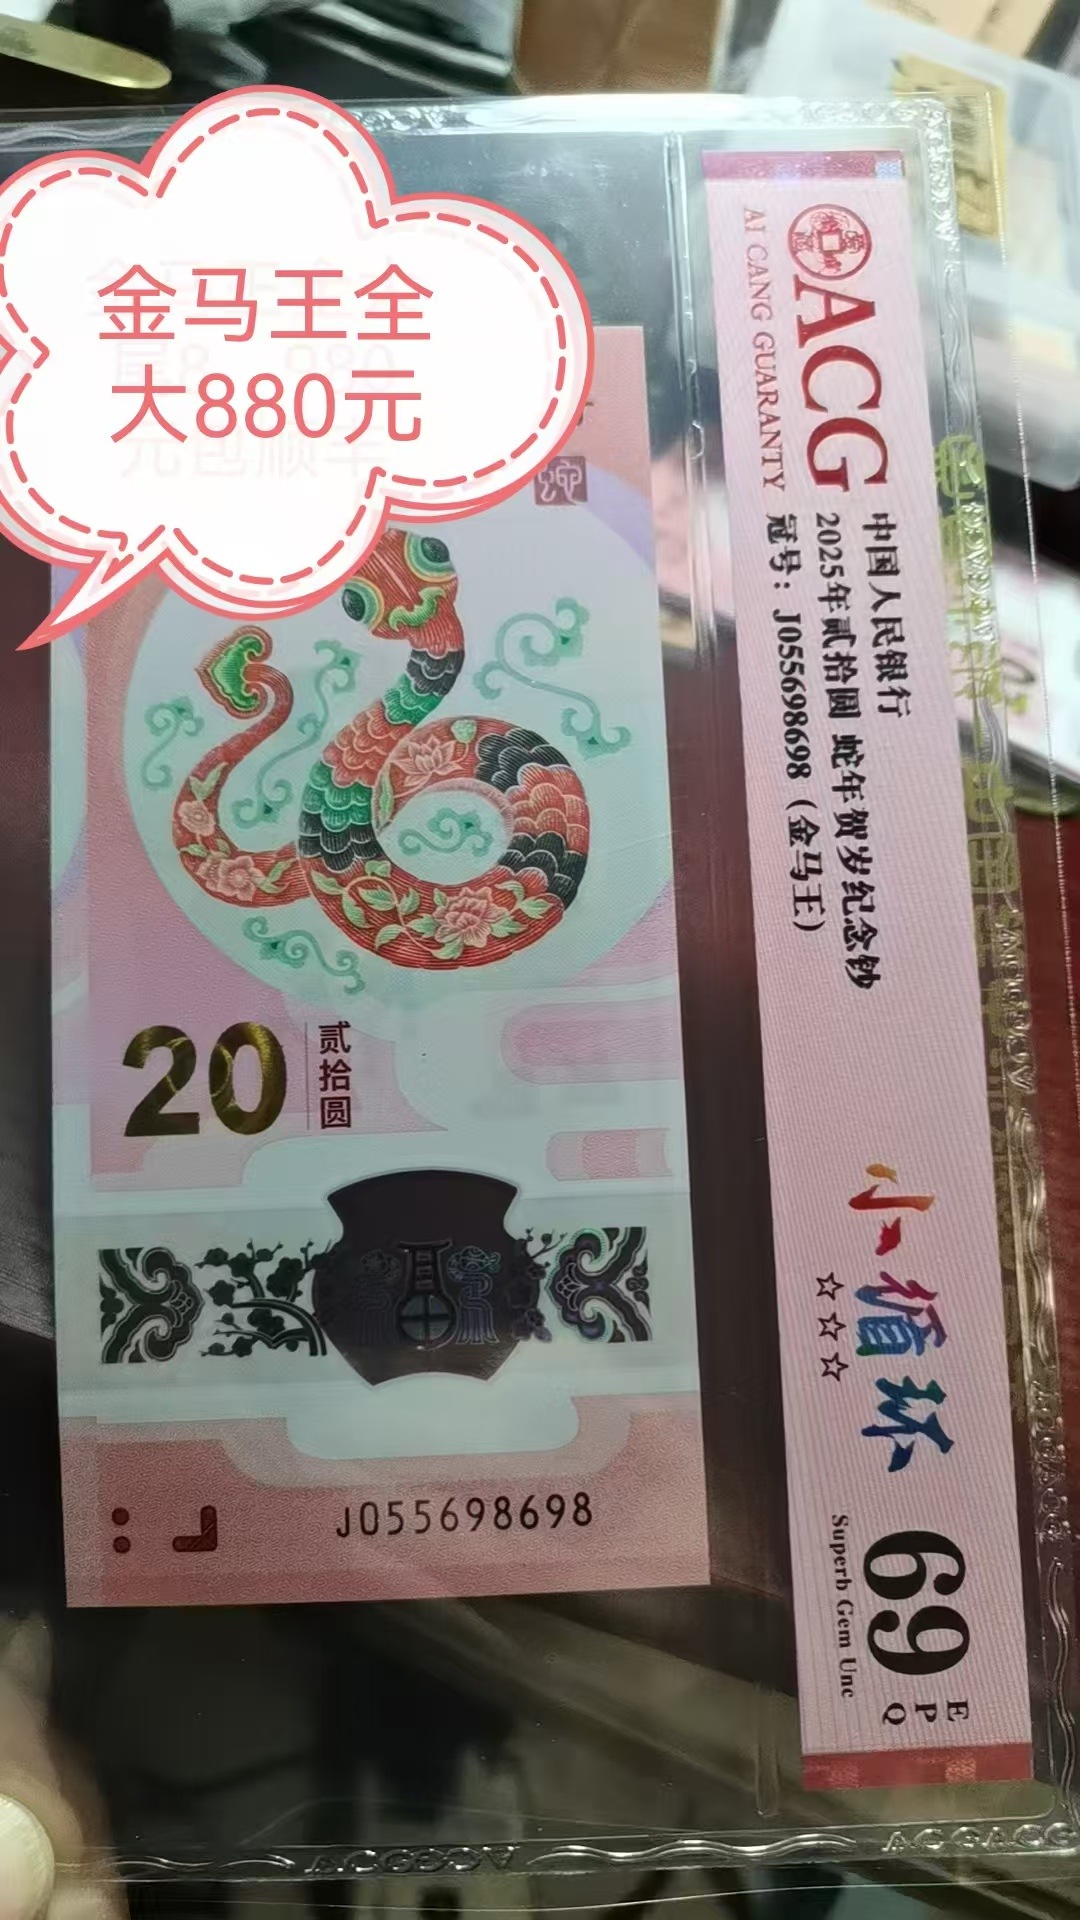 金马王全
大880元
ACG
AI CANG GUARANTY
中国人民银行
2025年贰拾圆 蛇年贺岁纪念钞
冠号：J055698698（金马王）
小循环
☆☆☆
69
EPQ
Superb Gem Unc
20
贰拾圆
J055698698